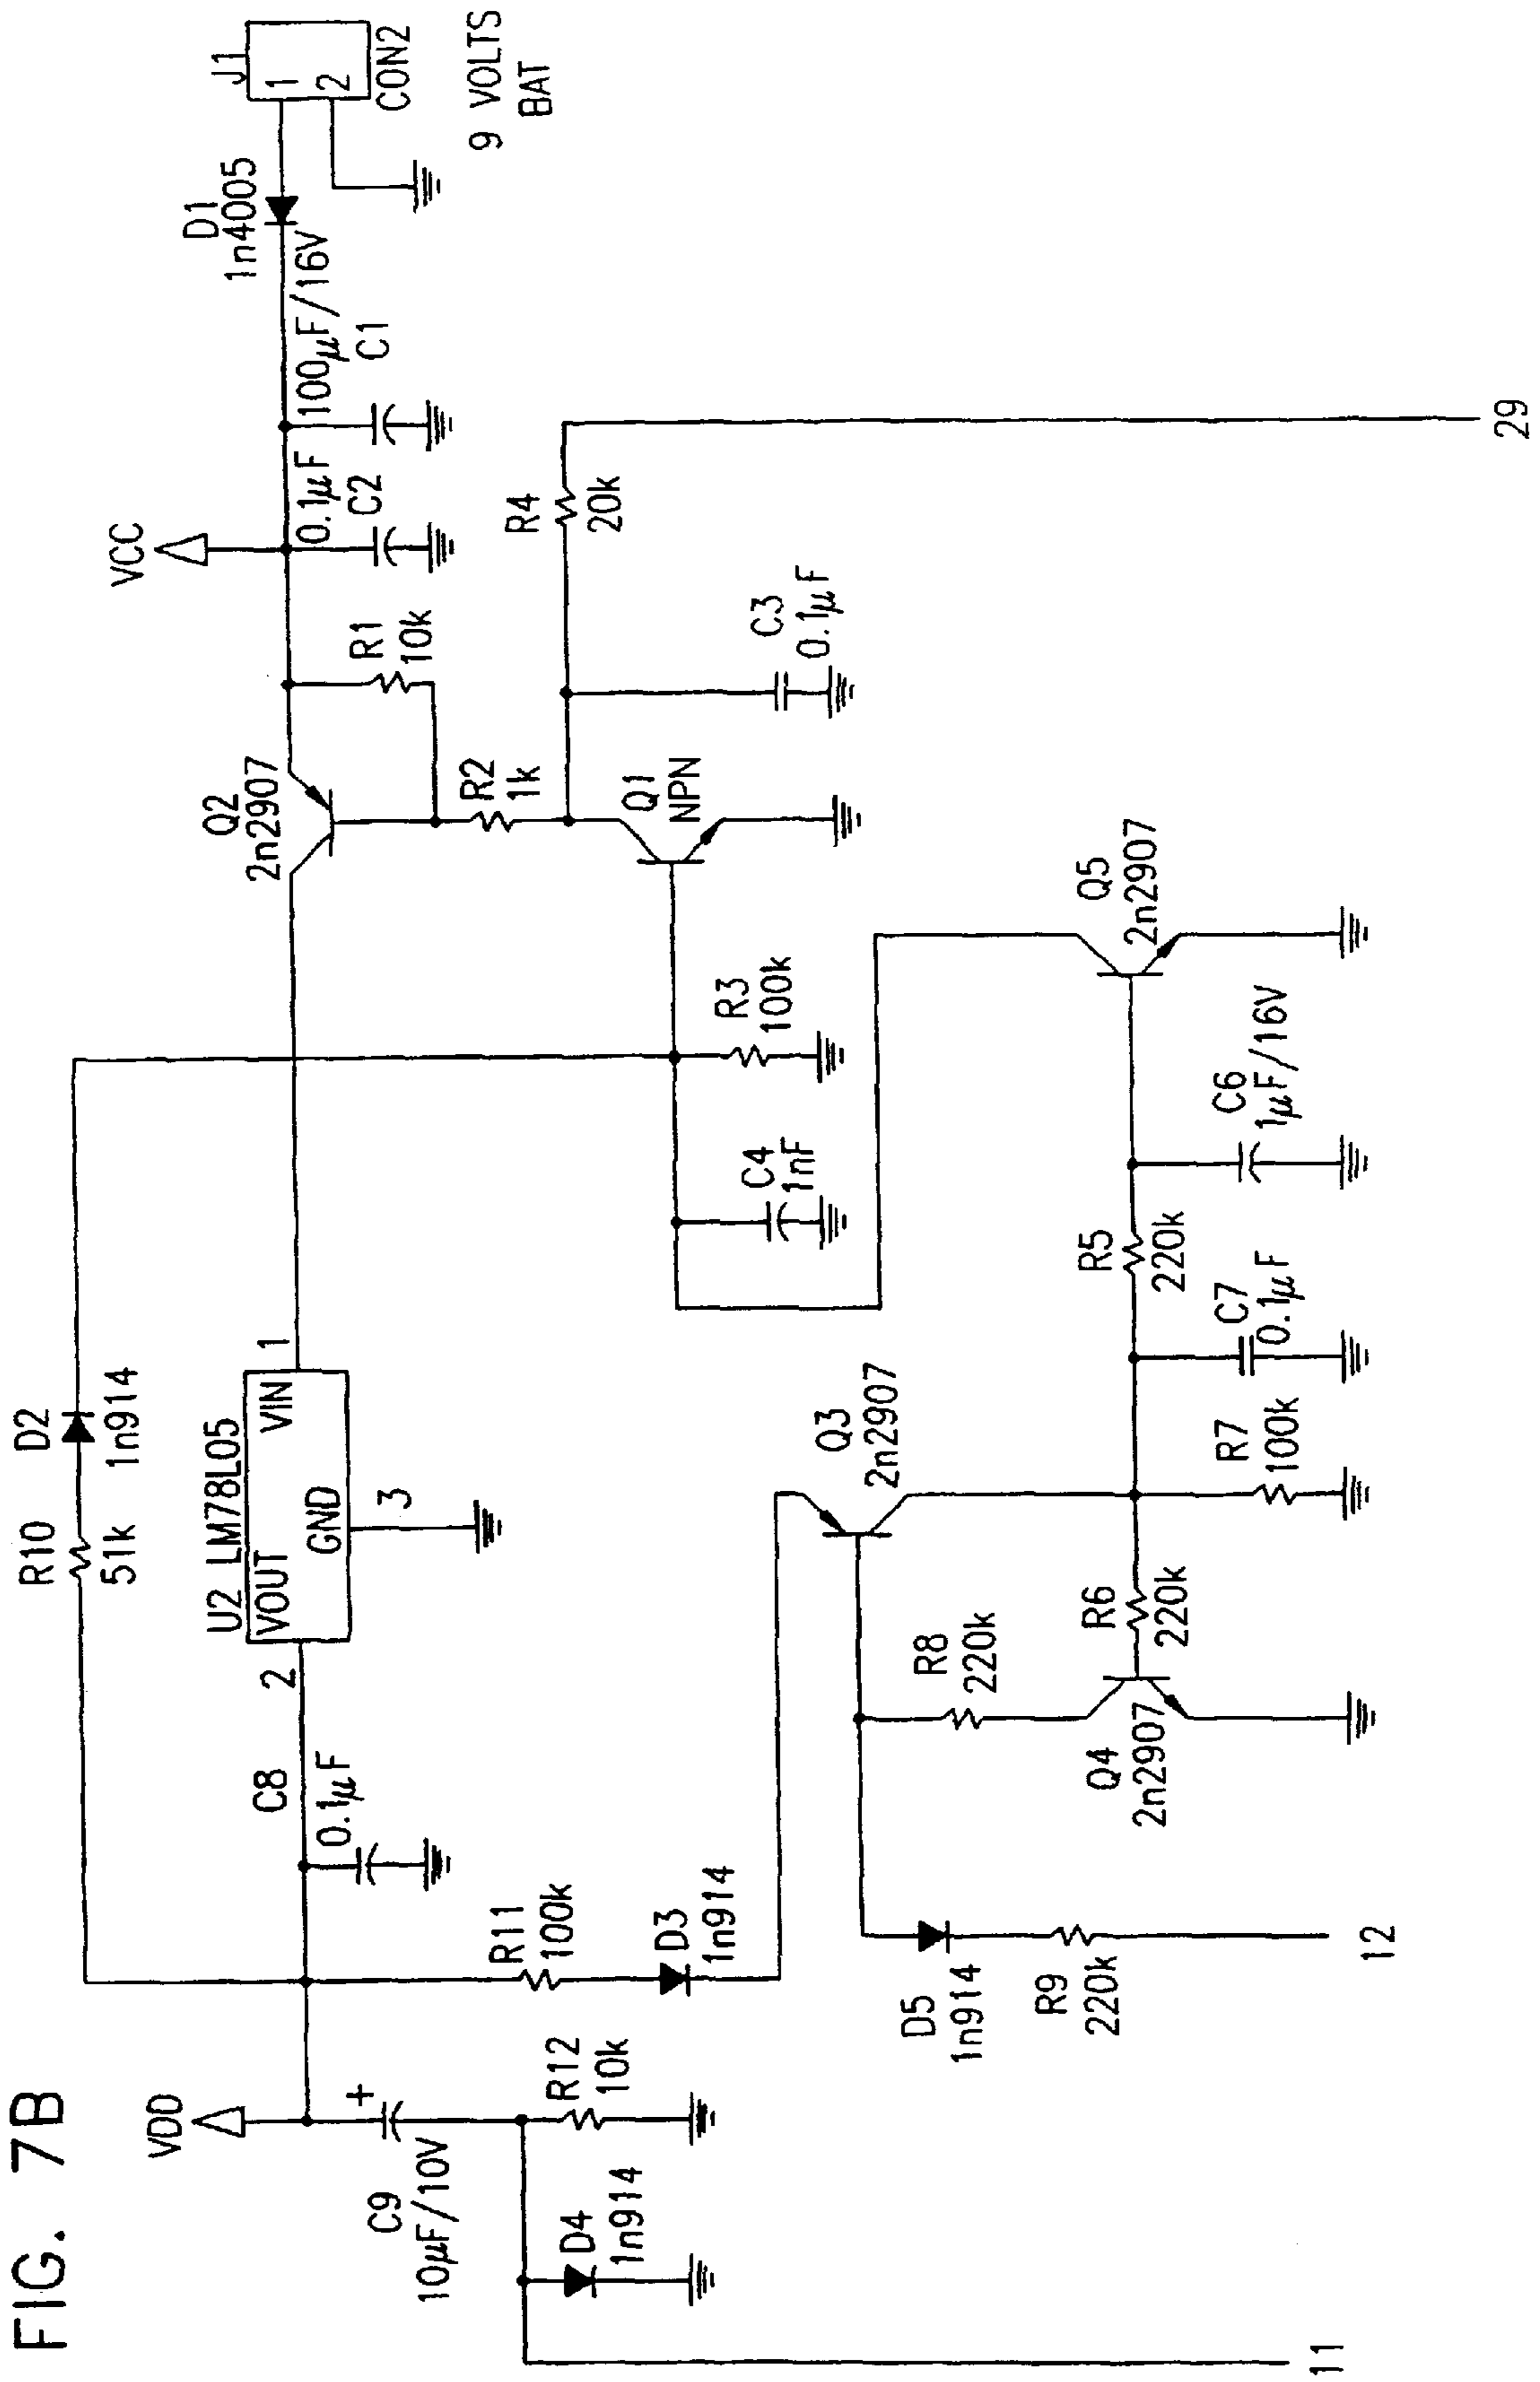 FIG. 7B
R10
51k
D2
1n914
VDD
C9
10µF/10V
+
D4
1n914
R12
10k
11
C8
0.1µF
2
U2 LM78L05
VOUT
VIN
GND
3
1
Q2
2n2907
VCC
R1
10k
0.1µF
C2
100µF/16V
C1
D1
1n4005
J1
1
2
CON2
9 VOLTS
BAT
R2
1k
R4
20k
C3
0.1µF
Q1
NPN
R3
100k
C4
1nF
29
R11
100k
D3
1n914
Q3
2n2907
D5
1n914
R9
220k
12
R8
220k
Q4
2n2907
R6
220k
R7
100k
C7
0.1µF
R5
220k
C6
1µF/16V
Q5
2n2907